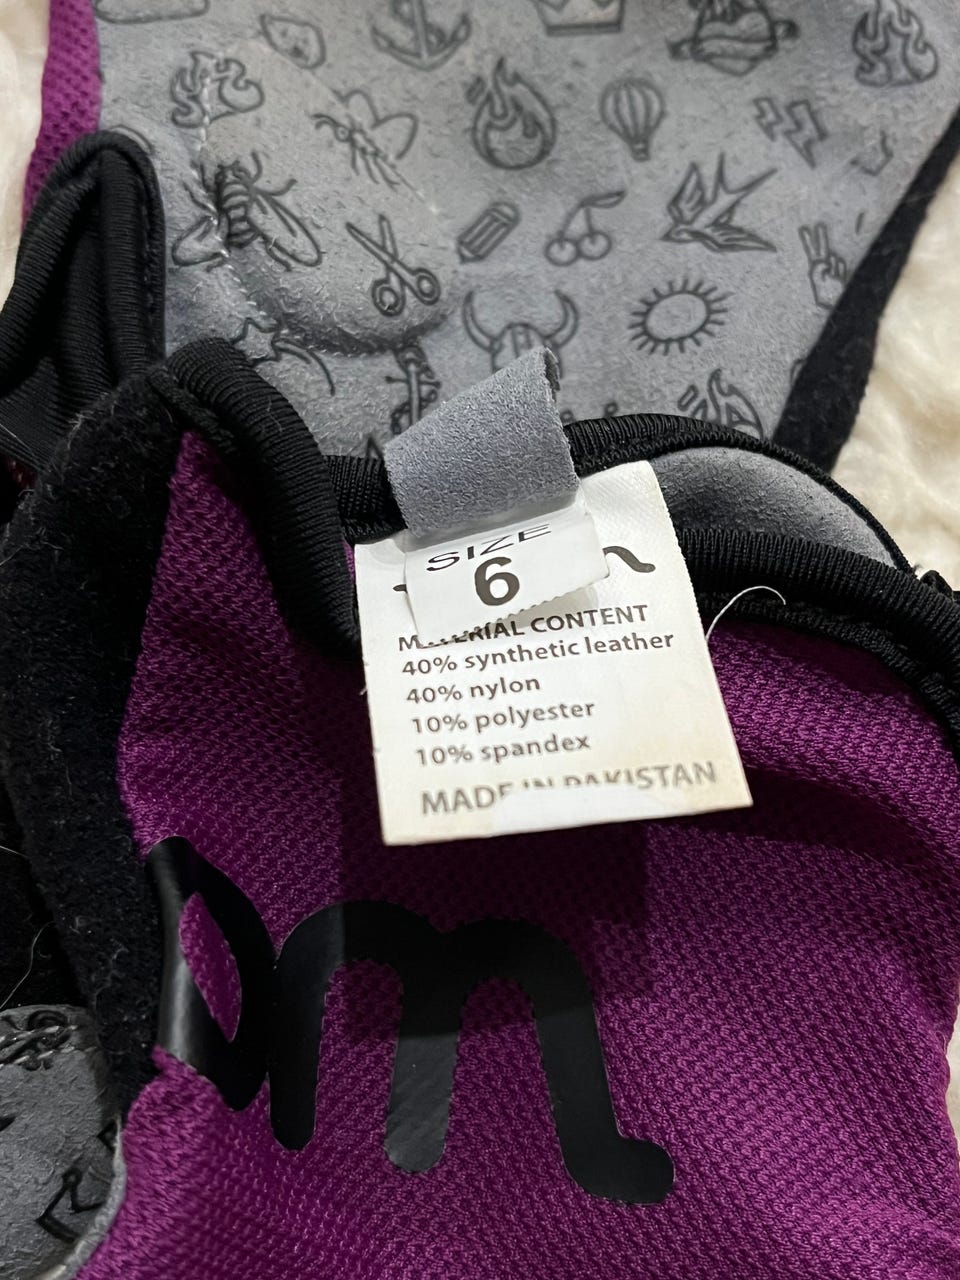 SIZE
6
MATERIAL CONTENT
40% synthetic leather
40% nylon
10% polyester
10% spandex
MADE IN PAKISTAN